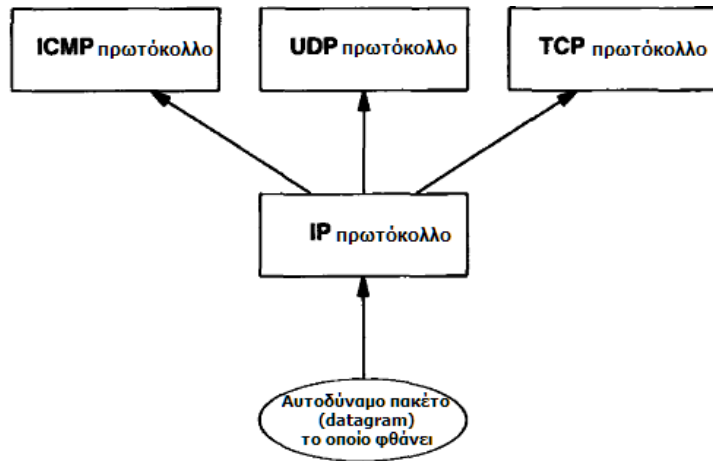 ICMP πρωτόκολλο
UDP πρωτόκολλο
TCP πρωτόκολλο
IP πρωτόκολλο
Αυτοδύναμο πακέτο
(datagram)
το οποίο φθάνει